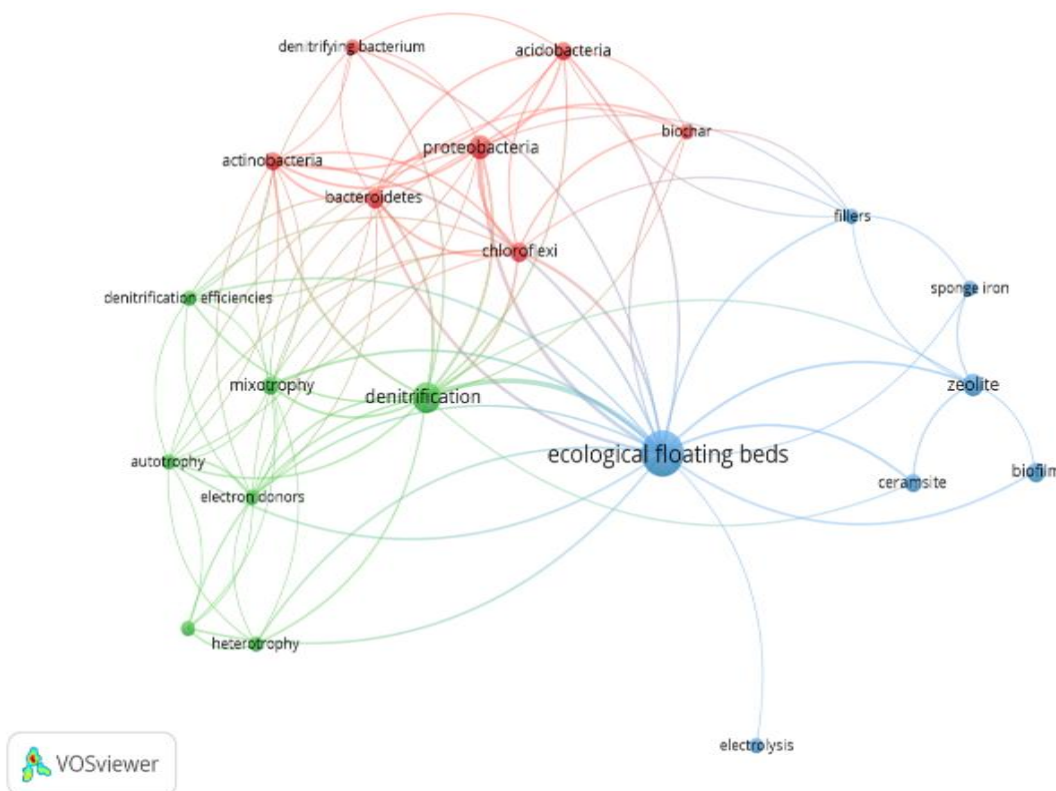 denitrifying bacterium
acidobacteria
biochar
proteobacteria
actinobacteria
bacteroidetes
fillers
chloroflexi
sponge iron
denitrification efficiencies
mixotrophy
zeolite
denitrification
ecological floating beds
autotrophy
biofilm
ceramsite
electron donors
heterotrophy
electrolysis
VOSviewer